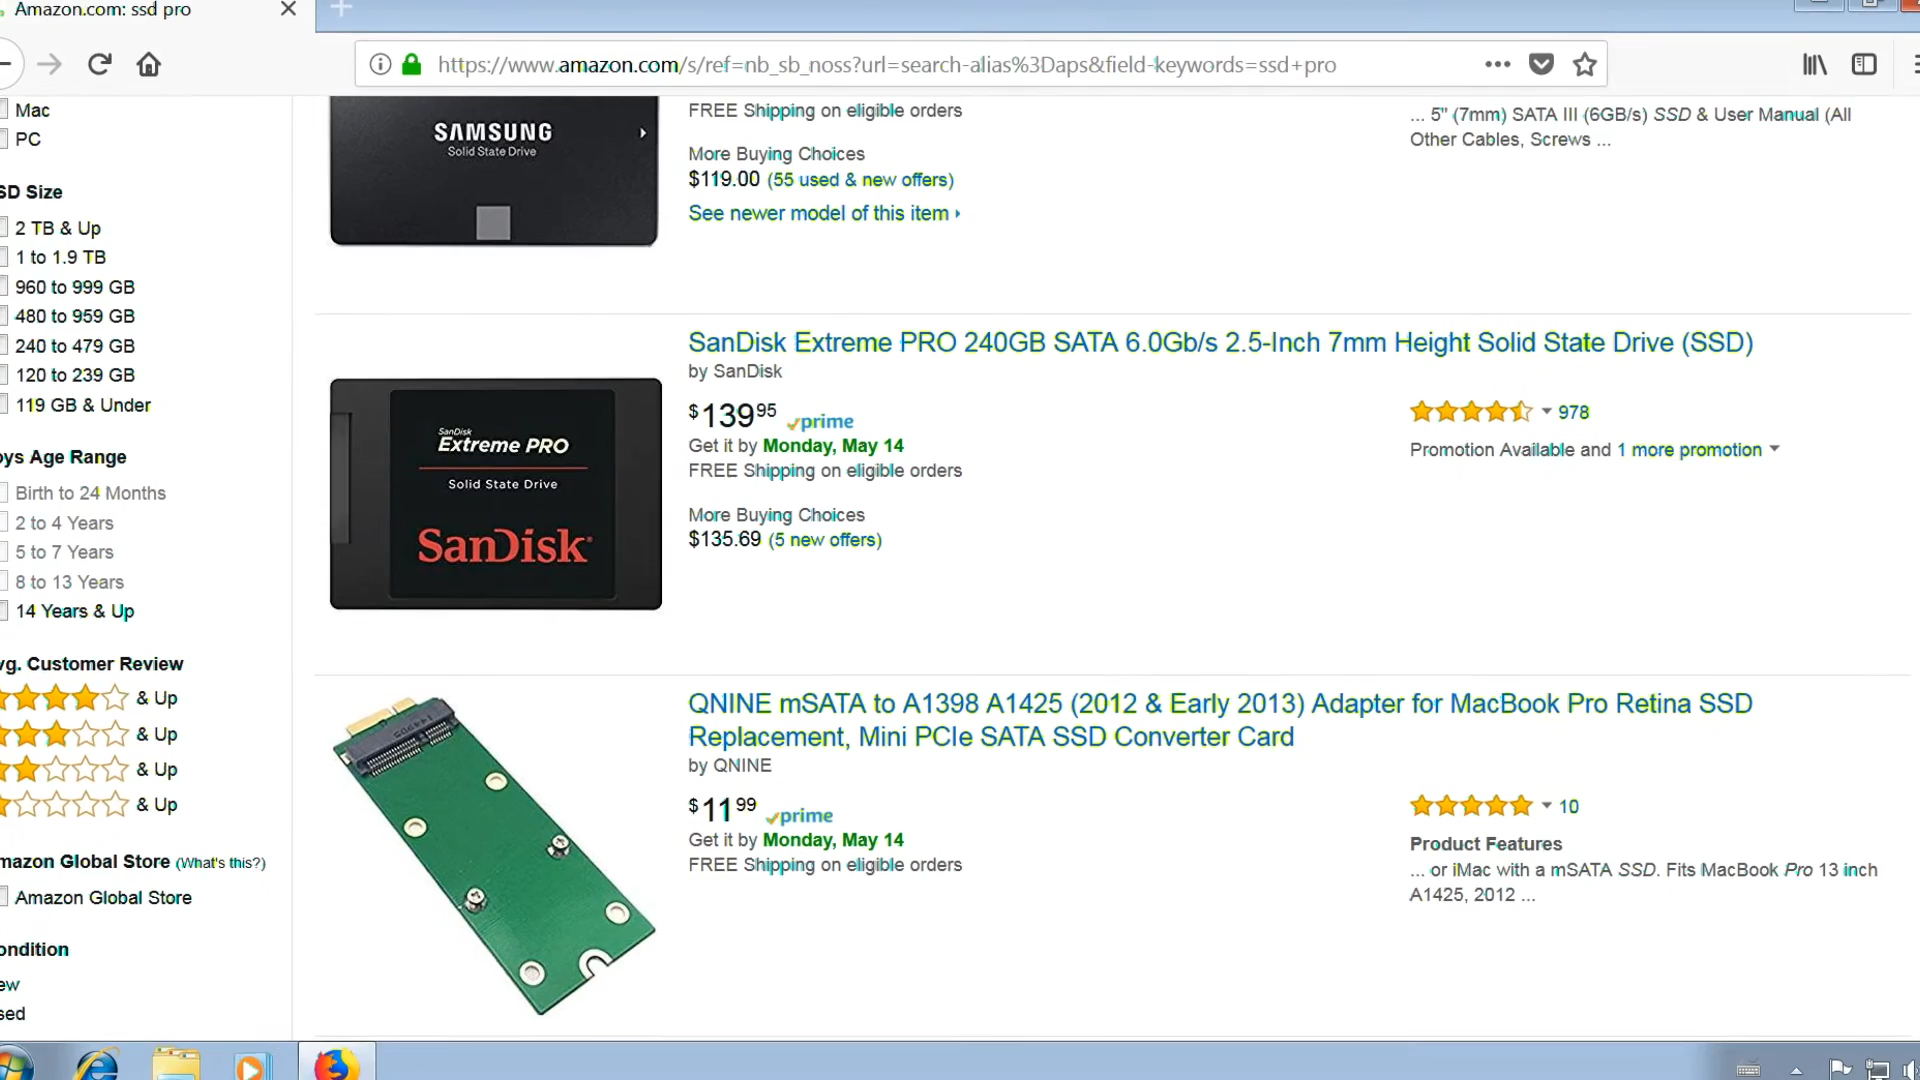 Amazon.com: ssd pro
https://www.amazon.com/s/ref=nb_sb_noss?url=search-alias%3Daps&field-keywords=ssd+pro
Mac
PC
SD Size
2 TB & Up
1 to 1.9 TB
960 to 999 GB
480 to 959 GB
240 to 479 GB
120 to 239 GB
119 GB & Under
oys Age Range
Birth to 24 Months
2 to 4 Years
5 to 7 Years
8 to 13 Years
14 Years & Up
vg. Customer Review
& Up
& Up
& Up
& Up
mazon Global Store (What's this?)
Amazon Global Store
ondition
ew
sed
SAMSUNG
Solid State Drive
FREE Shipping on eligible orders
More Buying Choices
$119.00 (55 used & new offers)
See newer model of this item
... 5" (7mm) SATA III (6GB/s) SSD & User Manual (All
Other Cables, Screws ...
SanDisk
Extreme PRO
Solid State Drive
SanDisk
SanDisk Extreme PRO 240GB SATA 6.0Gb/s 2.5-Inch 7mm Height Solid State Drive (SSD)
by SanDisk
$139 95 prime
Get it by Monday, May 14
FREE Shipping on eligible orders
More Buying Choices
$135.69 (5 new offers)
978
Promotion Available and 1 more promotion
QNINE mSATA to A1398 A1425 (2012 & Early 2013) Adapter for MacBook Pro Retina SSD
Replacement, Mini PCIe SATA SSD Converter Card
by QNINE
$11 99 prime
Get it by Monday, May 14
FREE Shipping on eligible orders
10
Product Features
... or iMac with a mSATA SSD. Fits MacBook Pro 13 inch
A1425, 2012 ...